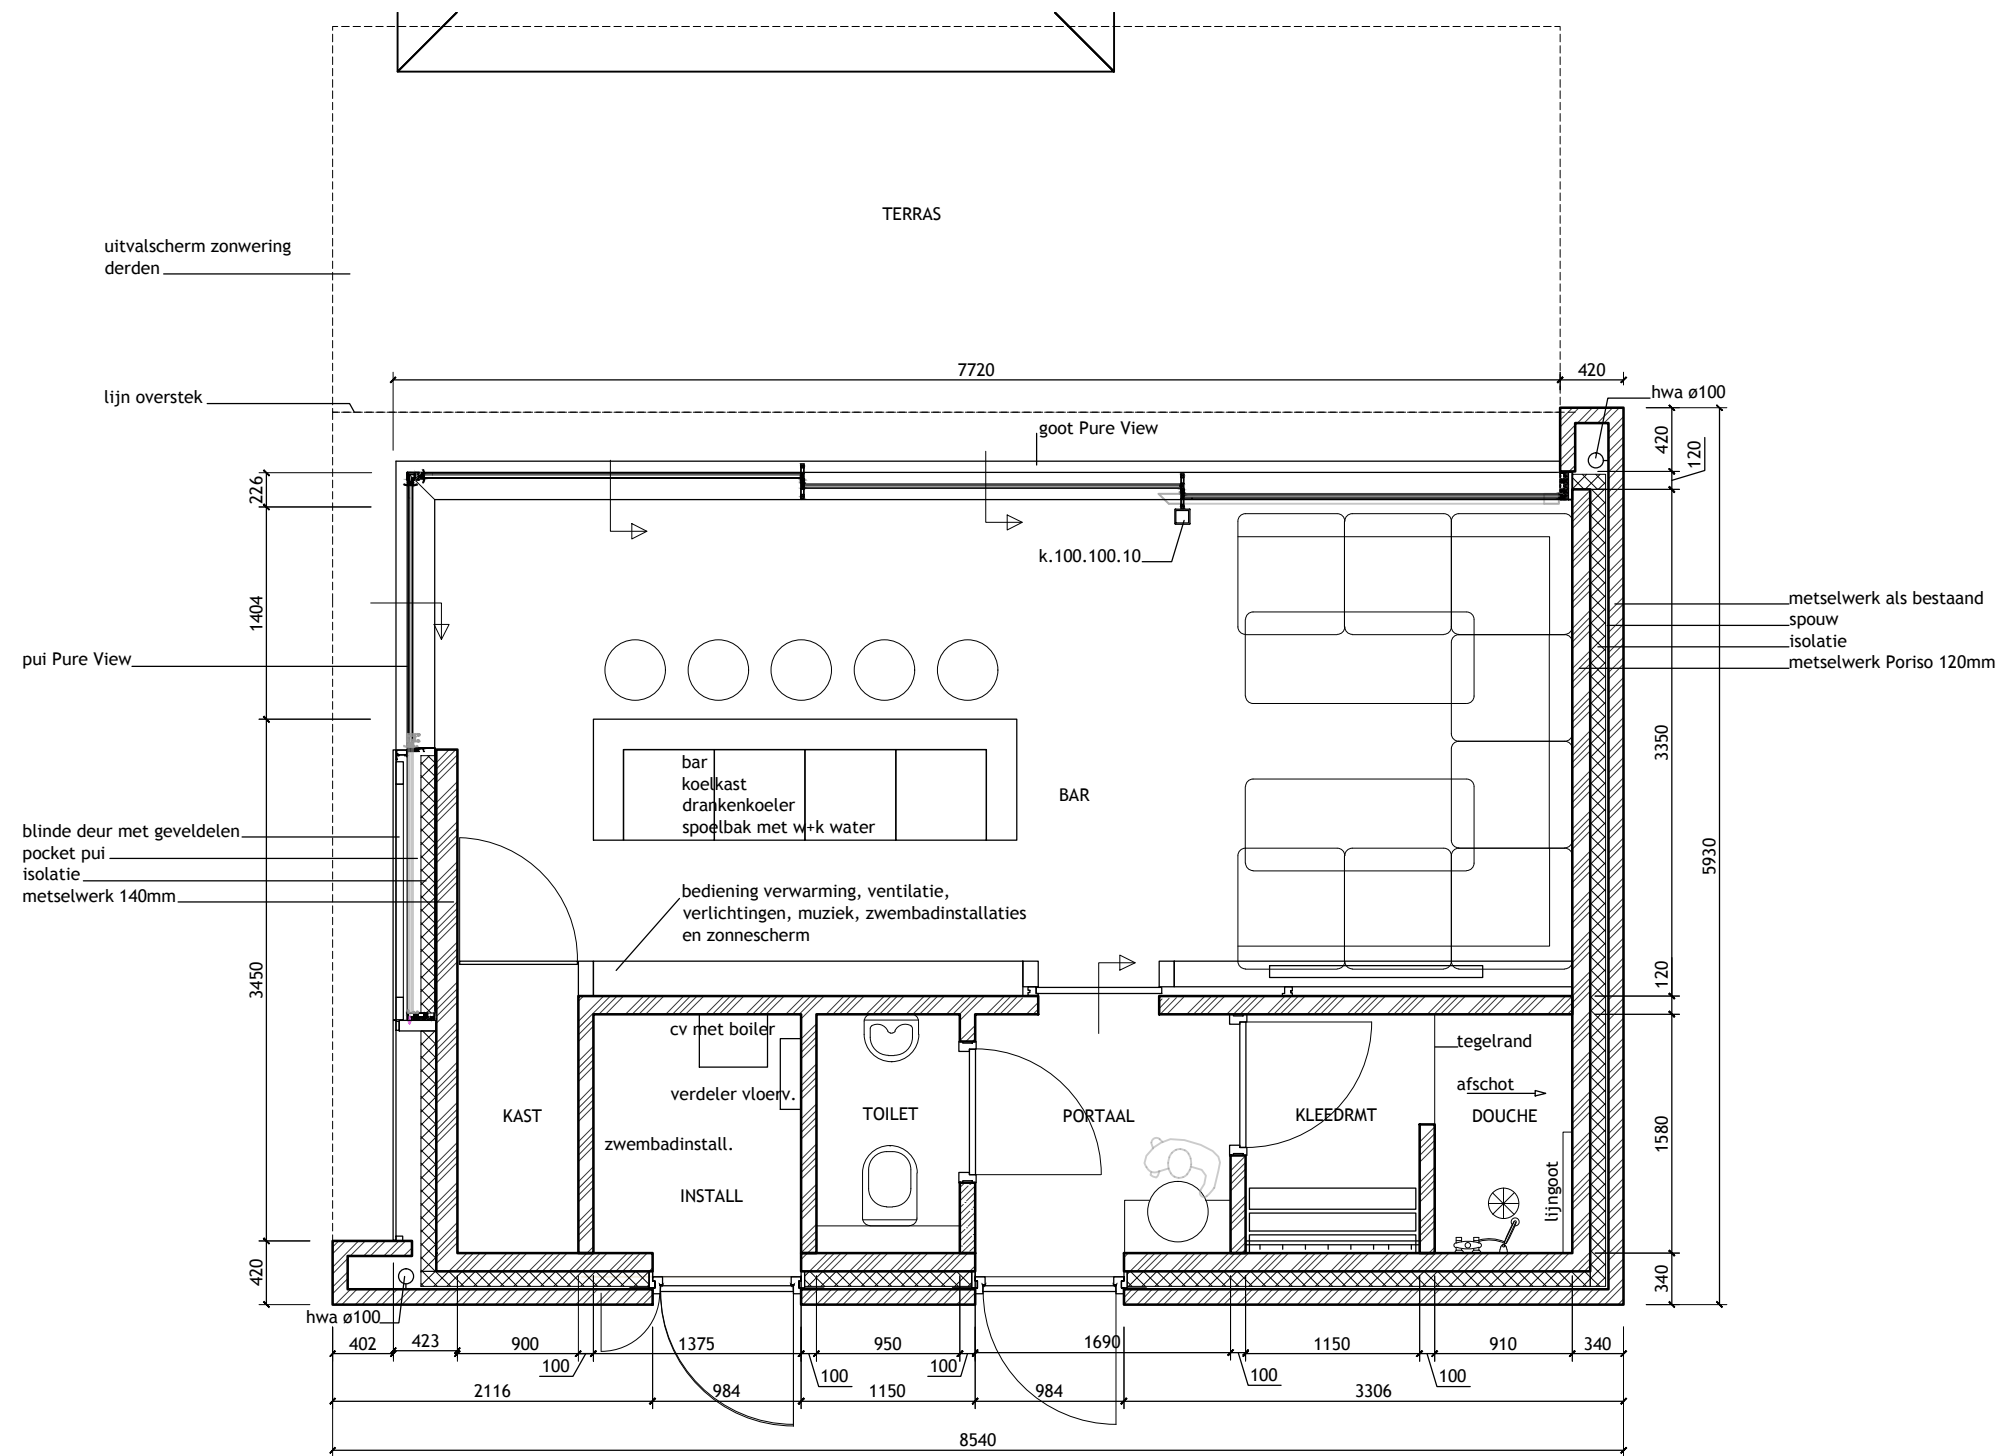 TERRAS
uitvalscherm zonwering
derden
7720
420
lijn overstek
hwa ø100
goot Pure View
420
120
226
k.100.100.10
1404
metselwerk als bestaand
spouw
isolatie
metselwerk Poriso 120mm
pui Pure View
3350
bar
koelkast
drankenkoeler
spoelbak met w+k water
BAR
blinde deur met geveldelen
pocket pui
isolatie
metselwerk 140mm
5930
bediening verwarming, ventilatie,
verlichtingen, muziek, zwembadinstallaties
en zonnescherm
3450
120
cv met boiler
tegelrand
verdeler vloerv.
afschot
KAST
TOILET
PORTAAL
KLEEDRMT
DOUCHE
1580
zwembadinstall.
INSTALL
lijngoot
420
340
hwa ø100
402
423
900
100
1375
100
950
100
1690
100
1150
100
910
340
2116
984
1150
984
3306
8540